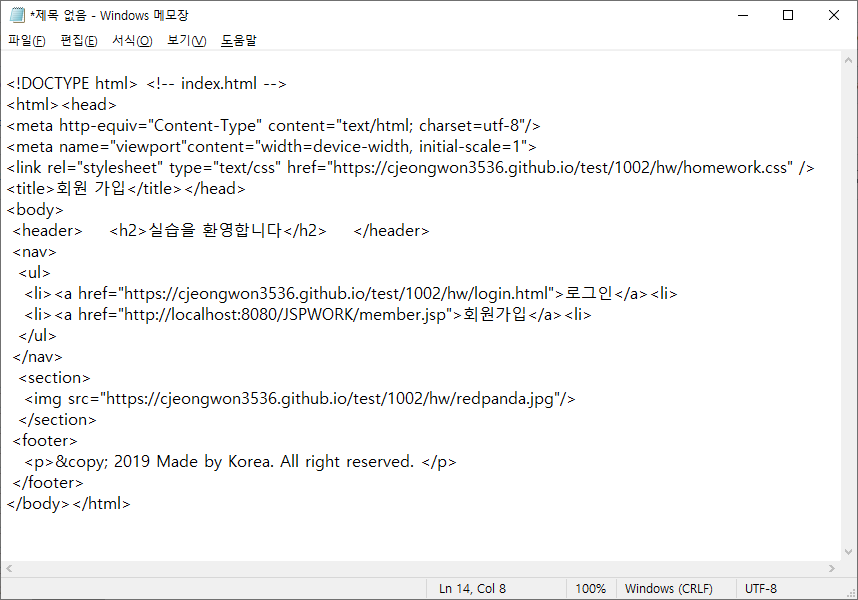 *제목 없음 - Windows 메모장
파일(F) 편집(E) 서식(O) 보기(V) 도움말
<!DOCTYPE html> <!-- index.html -->
<html><head>
<meta http-equiv="Content-Type" content="text/html; charset=utf-8"/>
<meta name="viewport"content="width=device-width, initial-scale=1">
<link rel="stylesheet" type="text/css" href="https://cjeongwon3536.github.io/test/1002/hw/homework.css" />
<title>회원 가입</title></head>
<body>
<header> <h2>실습을 환영합니다</h2> </header>
<nav>
<ul>
<li><a href="https://cjeongwon3536.github.io/test/1002/hw/login.html">로그인</a><li>
<li><a href="http://localhost:8080/JSPWORK/member.jsp">회원가입</a><li>
</ul>
</nav>
<section>
<img src="https://cjeongwon3536.github.io/test/1002/hw/redpanda.jpg"/>
</section>
<footer>
<p>&copy; 2019 Made by Korea. All right reserved. </p>
</footer>
</body></html>
Ln 14, Col 8 100% Windows (CRLF) UTF-8